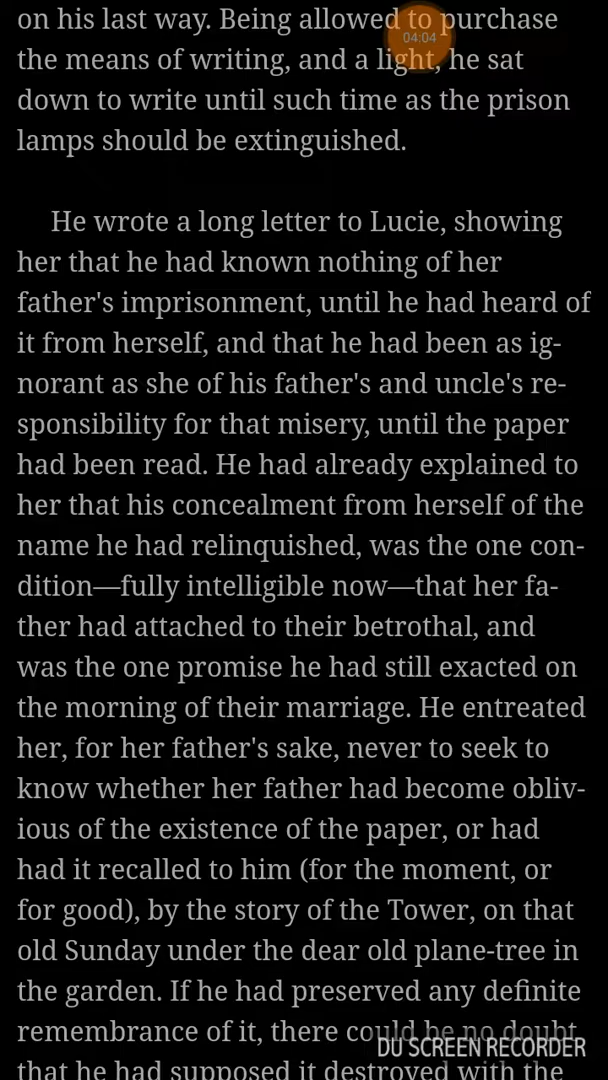 on his last way. Being allowed to purchase
04:04
the means of writing, and a light, he sat
down to write until such time as the prison
lamps should be extinguished.
He wrote a long letter to Lucie, showing
her that he had known nothing of her
father's imprisonment, until he had heard of
it from herself, and that he had been as ig-
norant as she of his father's and uncle's re-
sponsibility for that misery, until the paper
had been read. He had already explained to
her that his concealment from herself of the
name he had relinquished, was the one con-
dition—fully intelligible now—that her fa-
ther had attached to their betrothal, and
was the one promise he had still exacted on
the morning of their marriage. He entreated
her, for her father's sake, never to seek to
know whether her father had become obliv-
ious of the existence of the paper, or had
had it recalled to him (for the moment, or
for good), by the story of the Tower, on that
old Sunday under the dear old plane-tree in
the garden. If he had preserved any definite
remembrance of it, there could be no doubt
DU SCREEN RECORDER
that he had supposed it destroyed with the